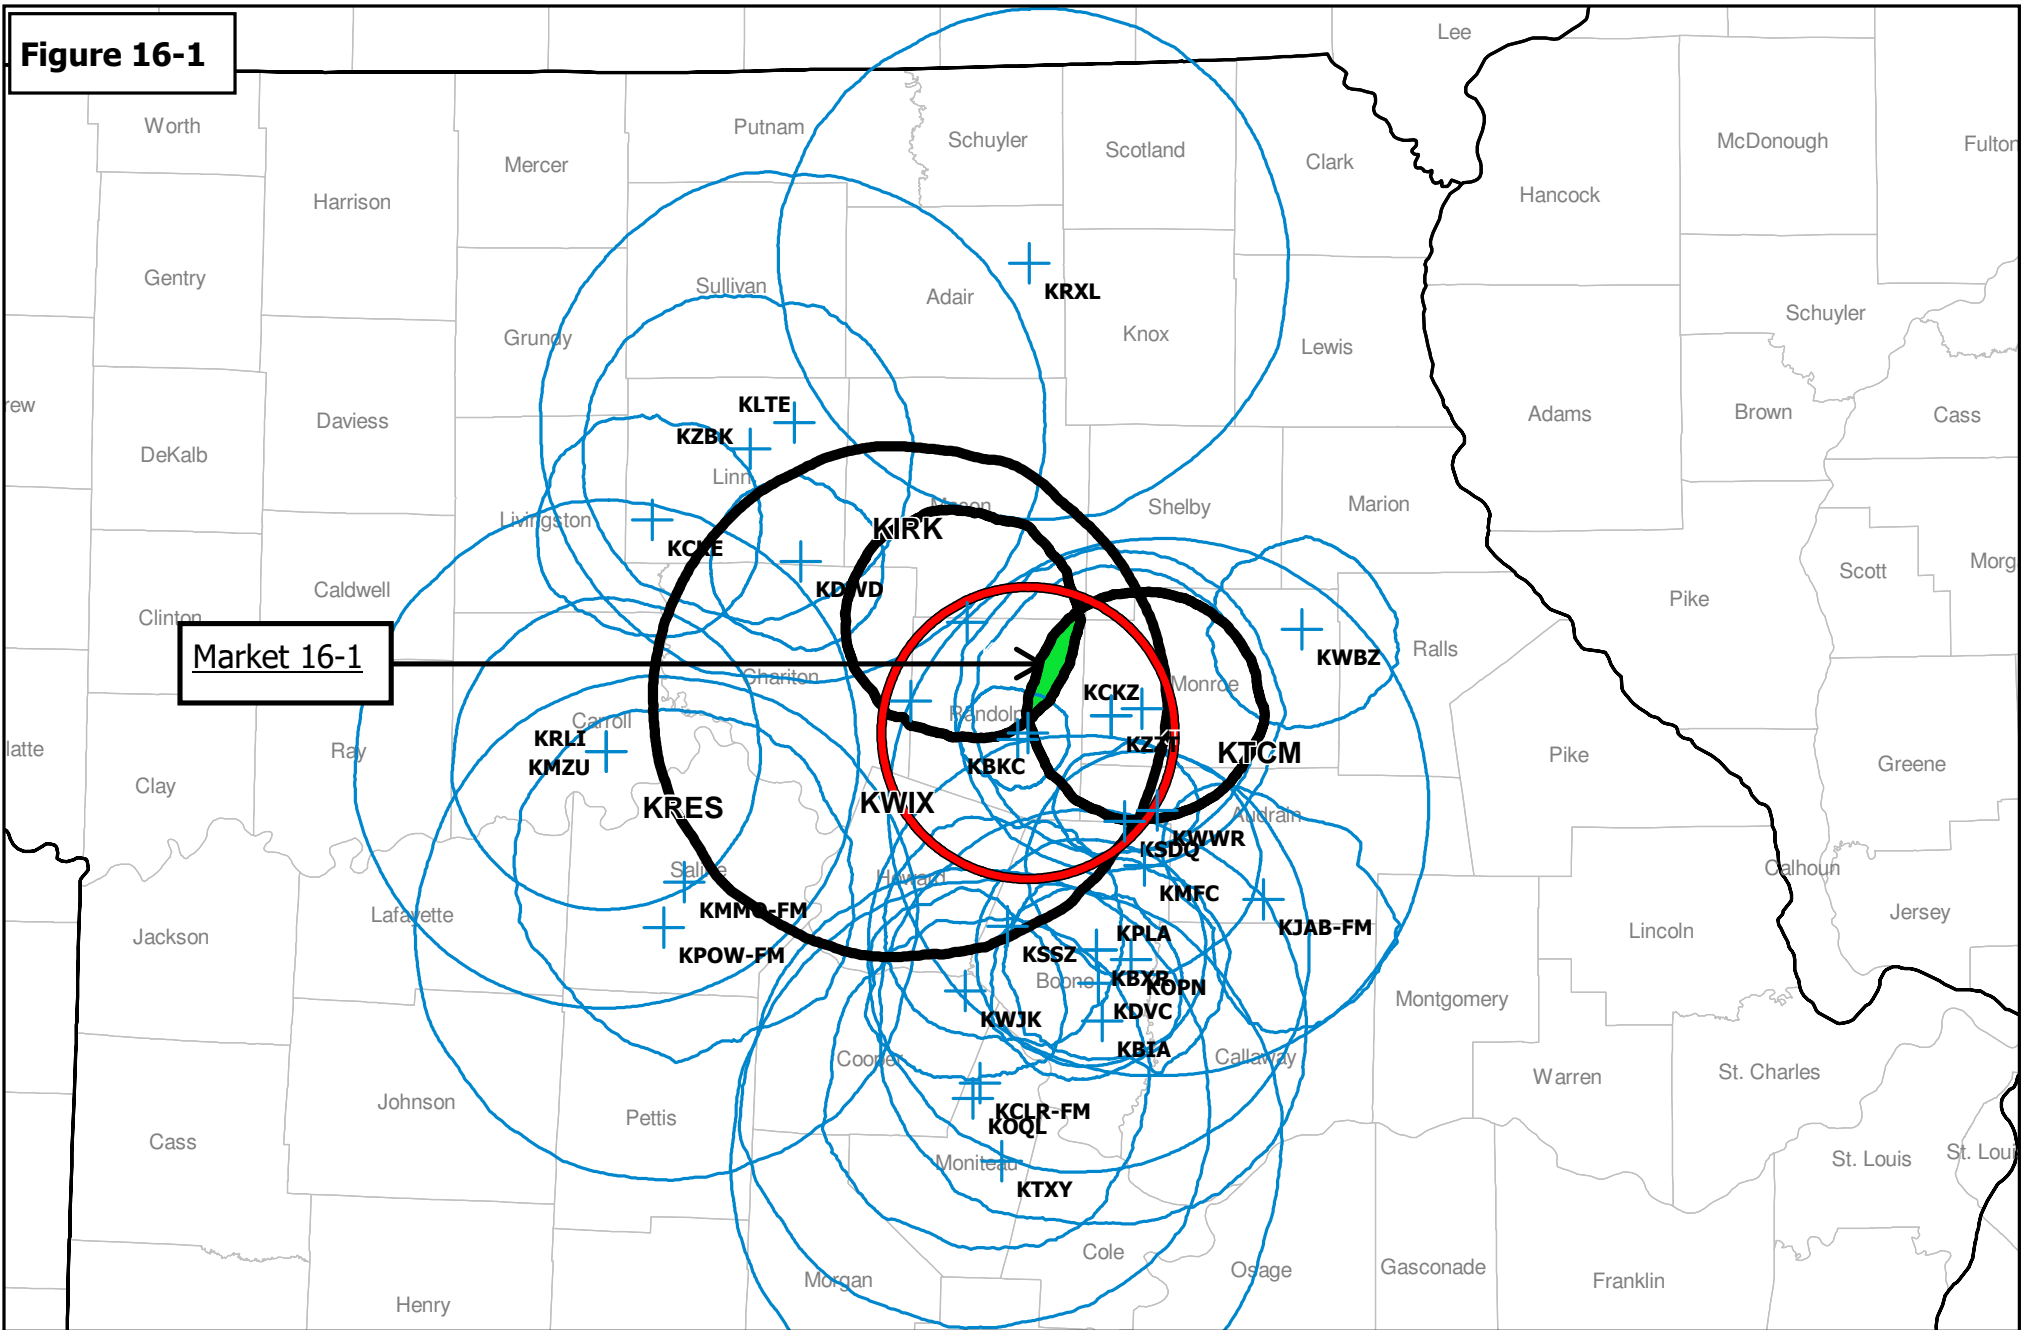 Figure 16-1
Lee
Worth
Putnam
Schuyler
Scotland
Clark
McDonough
Fulton
Mercer
Harrison
Hancock
Gentry
Sullivan
Adair
KRXL
Knox
Schuyler
Grundy
Lewis
rew
Daviess
KLTE
KZBK
Adams
Brown
Cass
DeKalb
Linn
Macon
Shelby
Marion
Livingston
KIRK
KCKE
Scott
Morg
Caldwell
KDWD
Pike
Clinton
Market 16-1
Ralls
KWBZ
Chariton
Monroe
KCKZ
Randolph
Carroll
KRLI
KMZU
latte
Ray
KZZT
KTCM
KBKC
Pike
Greene
Clay
KRES
KWIX
Audrain
KWWR
KSDQ
Calhoun
Saline
Howard
KMFC
KMMO-FM
Lafayette
Jersey
KJAB-FM
Lincoln
Jackson
KPOW-FM
KPLA
KSSZ
Boone
KBXR
KOPN
Montgomery
KWJK
KDVC
KBIA
Cooper
Callaway
Warren
St. Charles
Johnson
Pettis
KCLR-FM
KOQL
Cass
Moniteau
St. Louis
St. Loui
KTXY
Cole
Osage
Gasconade
Franklin
Morgan
Henry